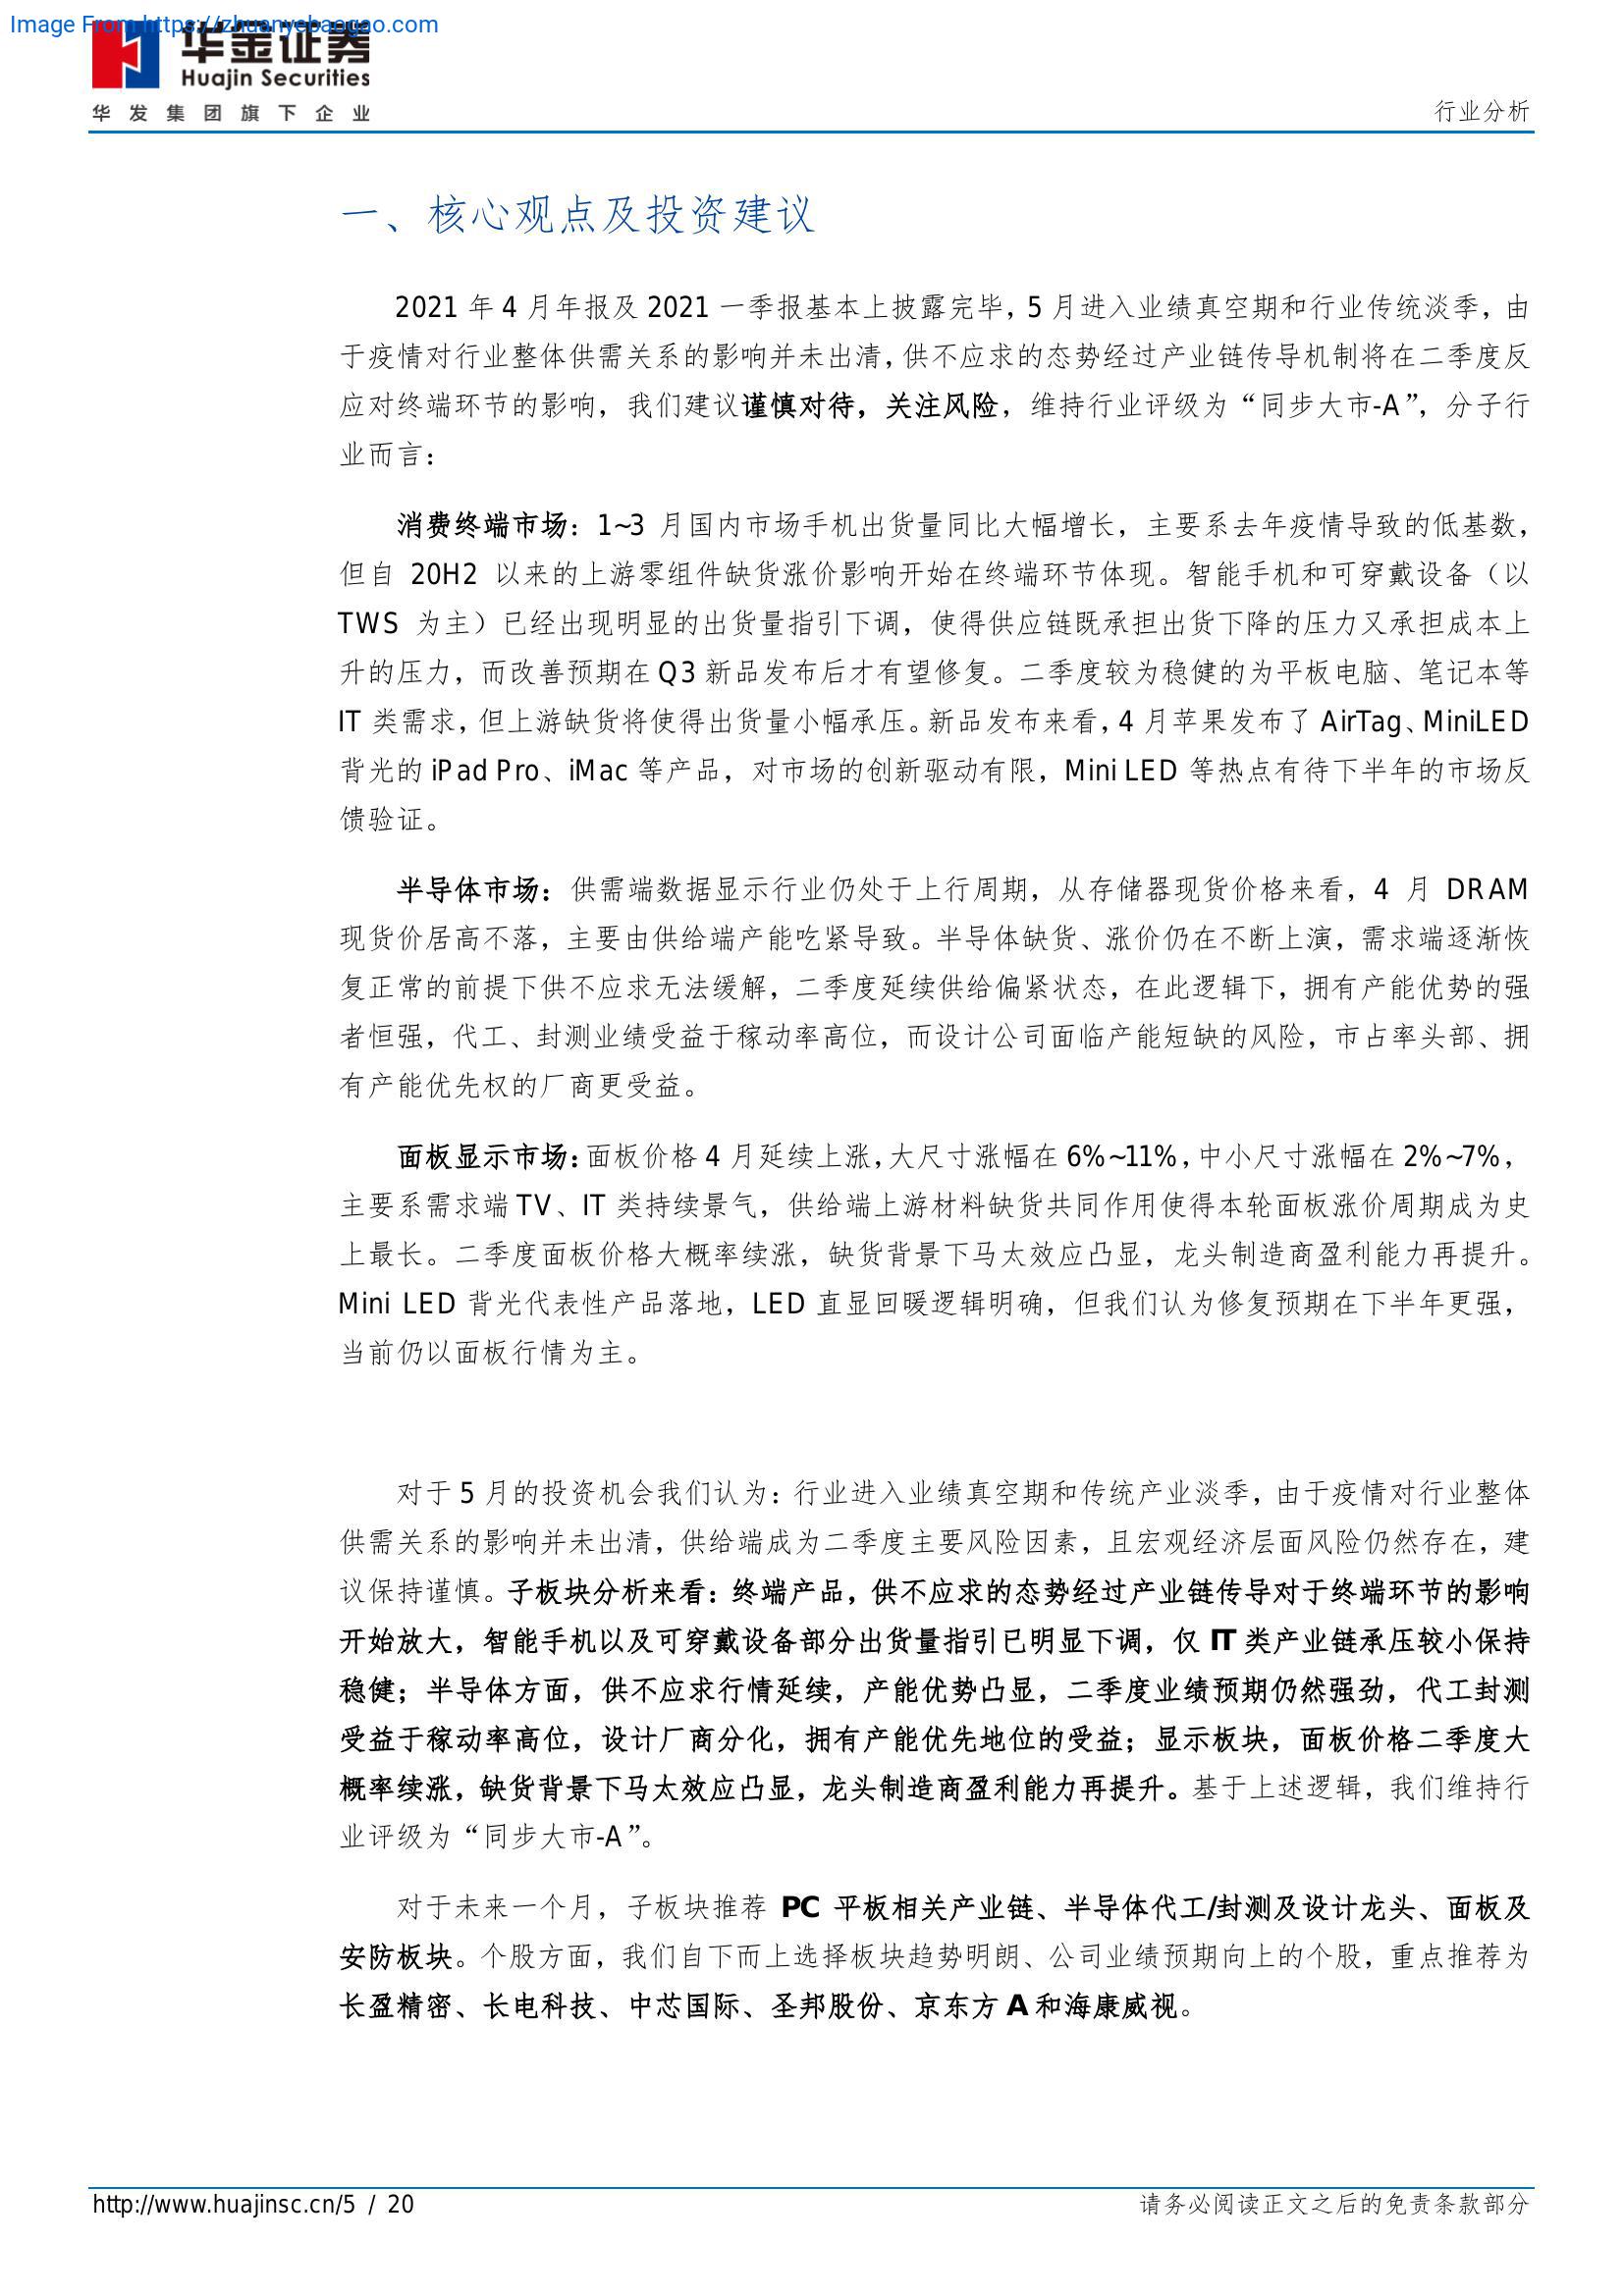 Image From:https://zhuanyebaogao.com
华金证券
Huajin Securities
华发集团旗下企业
行业分析
一、核心观点及投资建议
2021 年 4 月年报及 2021 一季报基本上披露完毕，5 月进入业绩真空期和行业传统淡季，由
于疫情对行业整体供需关系的影响并未出清，供不应求的态势经过产业链传导机制将在二季度反
应对终端环节的影响，我们建议谨慎对待，关注风险，维持行业评级为“同步大市-A”，分子行
业而言：
消费终端市场：1~3 月国内市场手机出货量同比大幅增长，主要系去年疫情导致的低基数，
但自 20H2 以来的上游零组件缺货涨价影响开始在终端环节体现。智能手机和可穿戴设备（以
TWS 为主）已经出现明显的出货量指引下调，使得供应链既承担出货下降的压力又承担成本上
升的压力，而改善预期在 Q3 新品发布后才有望修复。二季度较为稳健的为平板电脑、笔记本等
IT 类需求，但上游缺货将使得出货量小幅承压。新品发布来看，4 月苹果发布了 AirTag、MiniLED
背光的 iPad Pro、iMac 等产品，对市场的创新驱动有限，Mini LED 等热点有待下半年的市场反
馈验证。
半导体市场：供需端数据显示行业仍处于上行周期，从存储器现货价格来看，4 月 DRAM
现货价居高不落，主要由供给端产能吃紧导致。半导体缺货、涨价仍在不断上演，需求端逐渐恢
复正常的前提下供不应求无法缓解，二季度延续供给偏紧状态，在此逻辑下，拥有产能优势的强
者恒强，代工、封测业绩受益于稼动率高位，而设计公司面临产能短缺的风险，市占率头部、拥
有产能优先权的厂商更受益。
面板显示市场：面板价格 4 月延续上涨，大尺寸涨幅在 6%~11%，中小尺寸涨幅在 2%~7%，
主要系需求端 TV、IT 类持续景气，供给端上游材料缺货共同作用使得本轮面板涨价周期成为史
上最长。二季度面板价格大概率续涨，缺货背景下马太效应凸显，龙头制造商盈利能力再提升。
Mini LED 背光代表性产品落地，LED 直显回暖逻辑明确，但我们认为修复预期在下半年更强，
当前仍以面板行情为主。
对于 5 月的投资机会我们认为：行业进入业绩真空期和传统产业淡季，由于疫情对行业整体
供需关系的影响并未出清，供给端成为二季度主要风险因素，且宏观经济层面风险仍然存在，建
议保持谨慎。子板块分析来看：终端产品，供不应求的态势经过产业链传导对于终端环节的影响
开始放大，智能手机以及可穿戴设备部分出货量指引已明显下调，仅 IT 类产业链承压较小保持
稳健；半导体方面，供不应求行情延续，产能优势凸显，二季度业绩预期仍然强劲，代工封测
受益于稼动率高位，设计厂商分化，拥有产能优先地位的受益；显示板块，面板价格二季度大
概率续涨，缺货背景下马太效应凸显，龙头制造商盈利能力再提升。基于上述逻辑，我们维持行
业评级为“同步大市-A”。
对于未来一个月，子板块推荐 PC 平板相关产业链、半导体代工/封测及设计龙头、面板及
安防板块。个股方面，我们自下而上选择板块趋势明朗、公司业绩预期向上的个股，重点推荐为
长盈精密、长电科技、中芯国际、圣邦股份、京东方 A 和海康威视。
http://www.huajinsc.cn/5 / 20
请务必阅读正文之后的免责条款部分